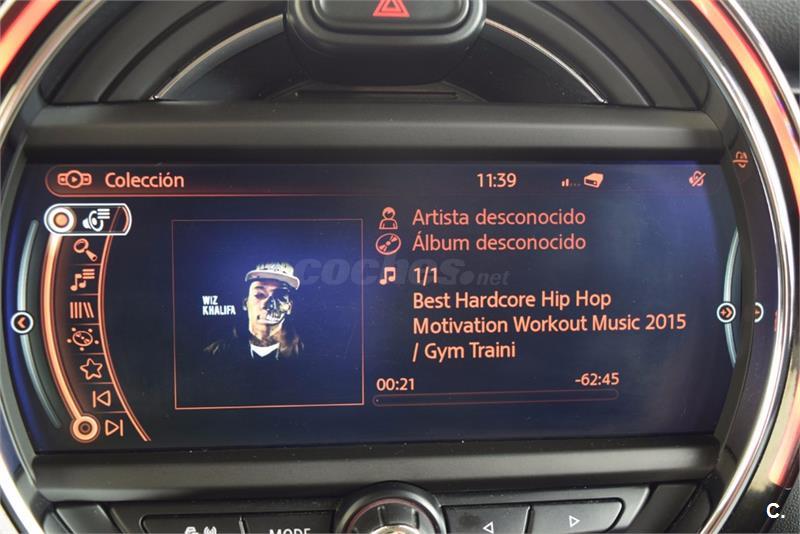 Colección
11:39
Artista desconocido
Álbum desconocido
1/1
WIZ
KHALIFA
coches.net
Best Hardcore Hip Hop
Motivation Workout Music 2015
/ Gym Traini
00:21
-62:45
MODE
C.